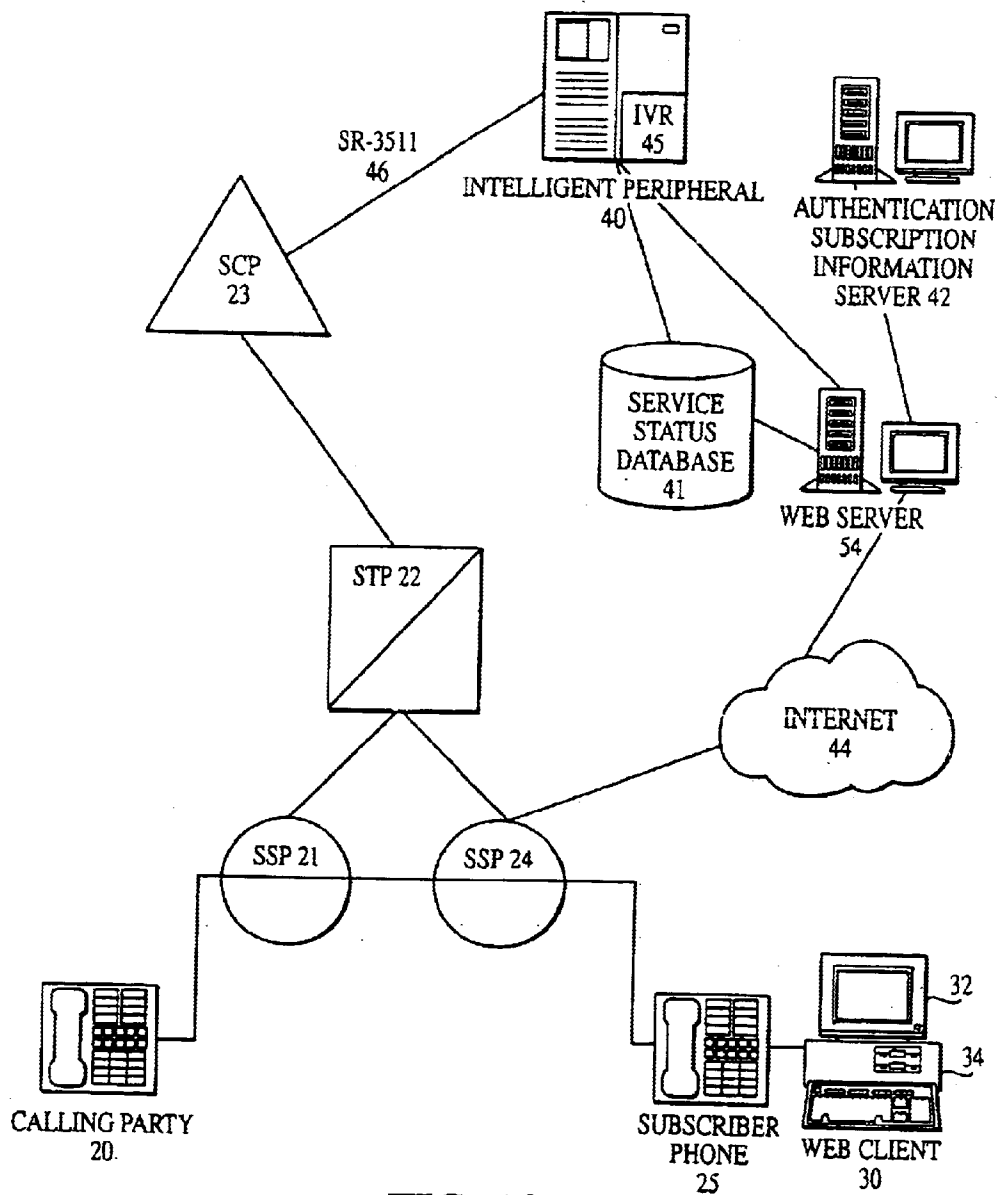 IVR
45
SR-3511
46
INTELLIGENT PERIPHERAL
40
AUTHENTICATION
SUBSCRIPTION
INFORMATION
SERVER 42
SCP
23
SERVICE
STATUS
DATABASE
41
WEB SERVER
54
STP 22
INTERNET
44
SSP 21
SSP 24
32
34
CALLING PARTY
20.
SUBSCRIBER
PHONE
25
WEB CLIENT
30